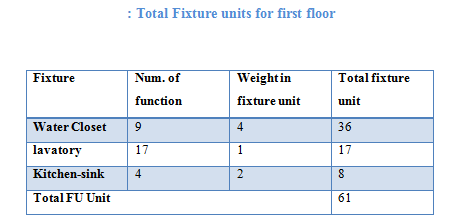 : Total Fixture units for first floor
Fixture Num. of function Weight in fixture unit Total fixture unit
Water Closet 9 4 36
lavatory 17 1 17
Kitchen-sink 4 2 8
Total FU Unit 61